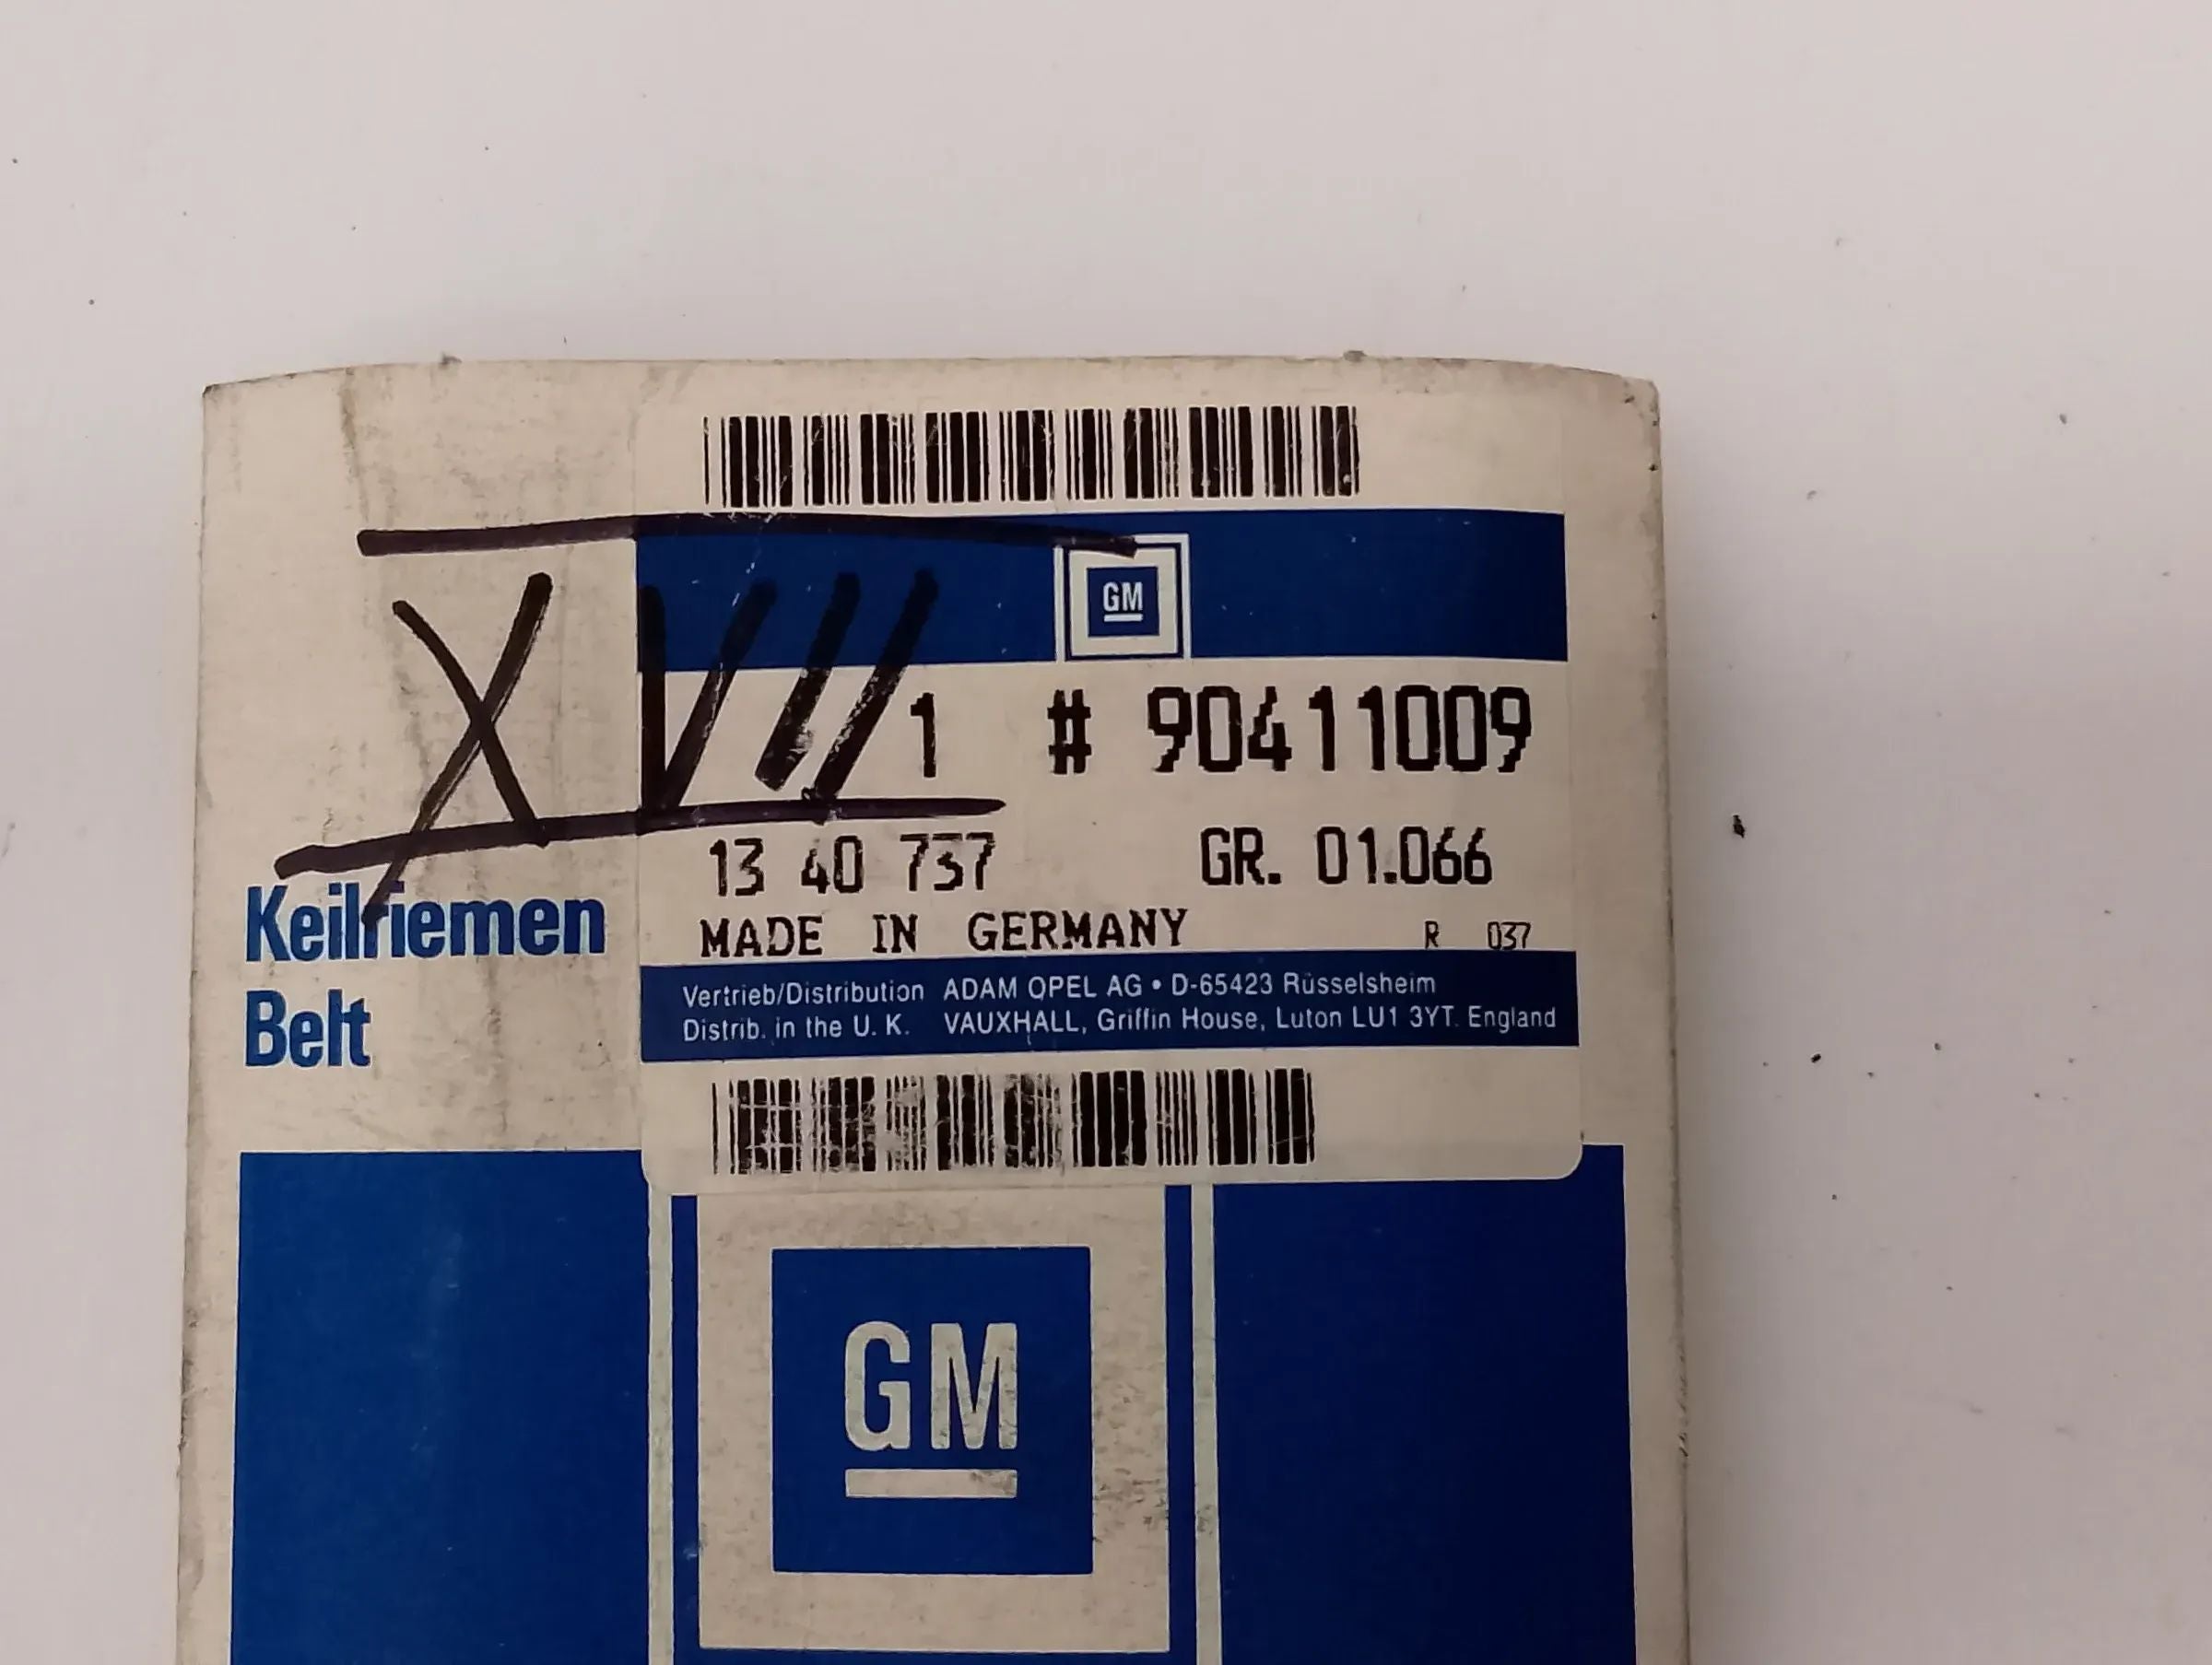 GM
XVII
1 # 90411009
13 40 737 GR. 01.066
MADE IN GERMANY R 037
Keilriemen
Belt
Vertrieb/Distribution ADAM OPEL AG • D-65423 Rüsselsheim
Distrib. in the U. K. VAUXHALL, Griffin House, Luton LU1 3YT. England
GM